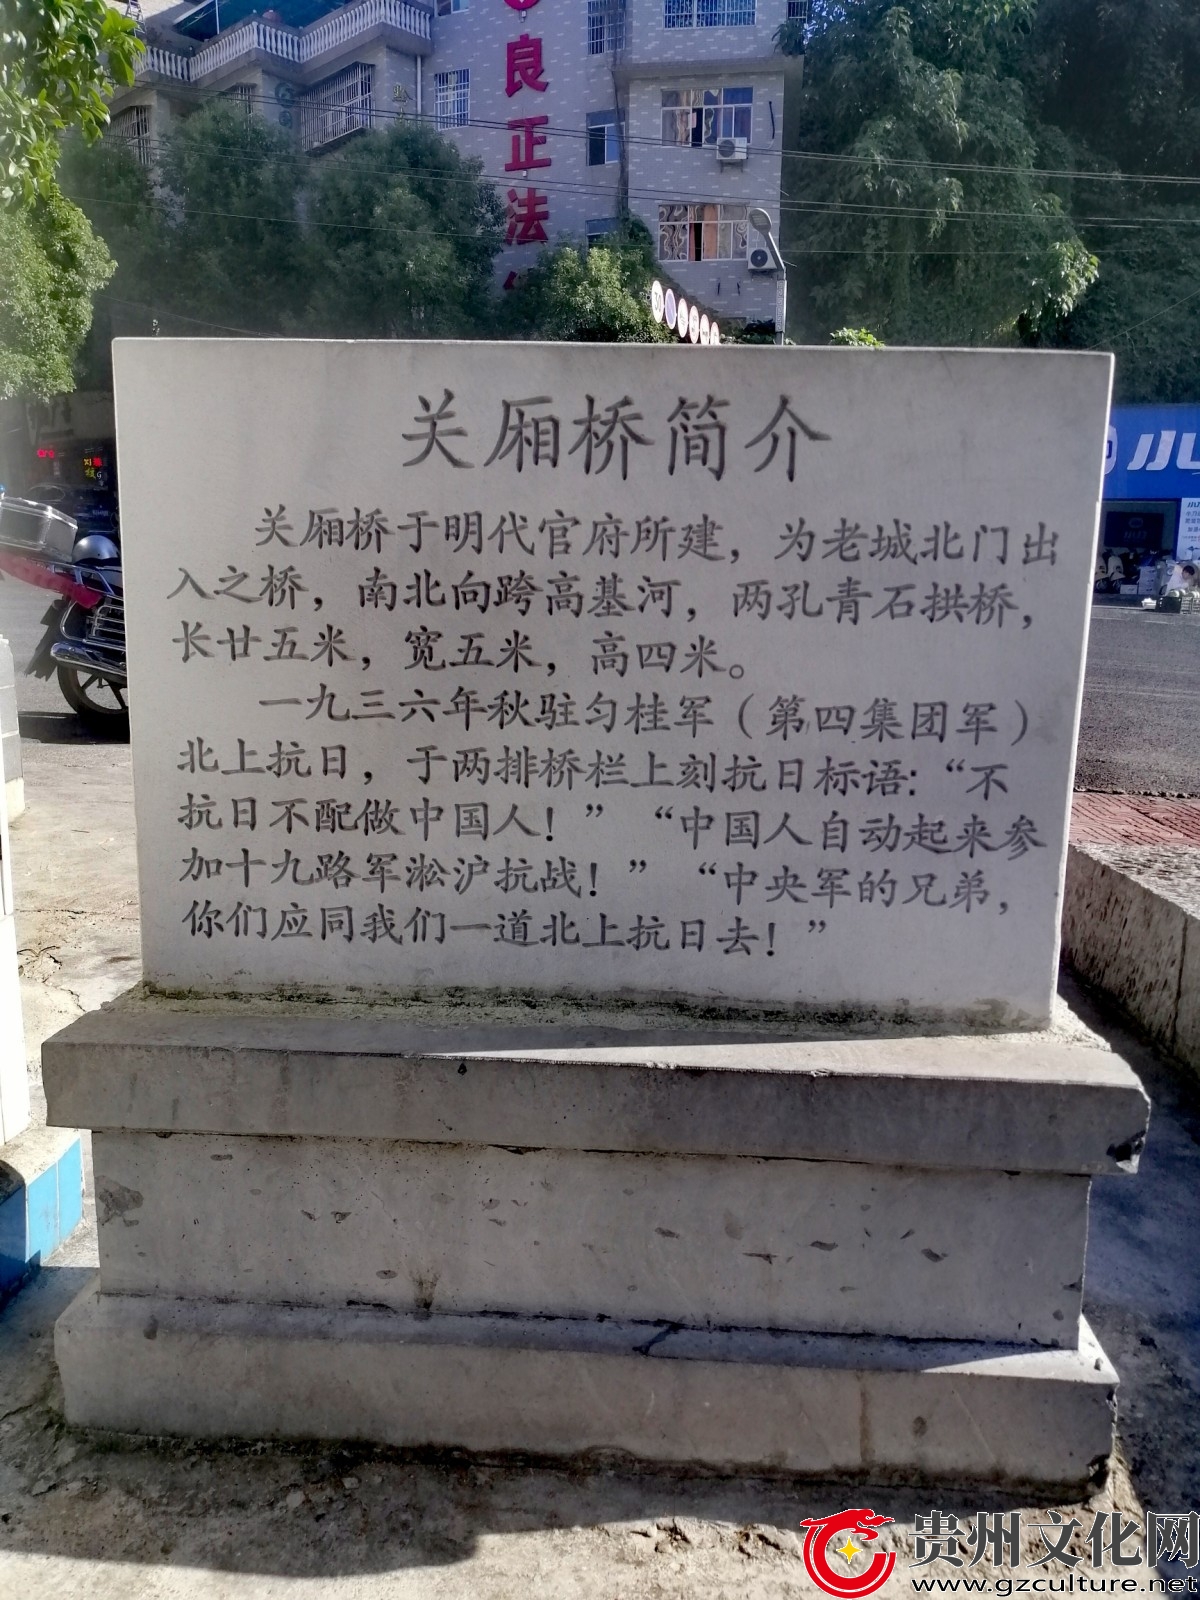 良正法
关厢桥简介
关厢桥于明代官府所建，为老城北门出
入之桥，南北向跨高基河，两孔青石拱桥，
长廿五米，宽五米，高四米。
一九三六年秋驻匀桂军（第四集团军）
北上抗日，于两排桥栏上刻抗日标语：“不
抗日不配做中国人！”“中国人自动起来参
加十九路军淞沪抗战！”“中央军的兄弟，
你们应同我们一道北上抗日去！”
贵州文化网
www.gzculture.net